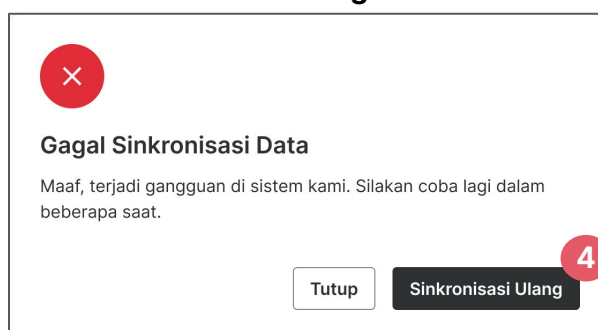 Gagal Sinkronisasi Data
Maaf, terjadi gangguan di sistem kami. Silakan coba lagi dalam
beberapa saat.
4
Tutup
Sinkronisasi Ulang